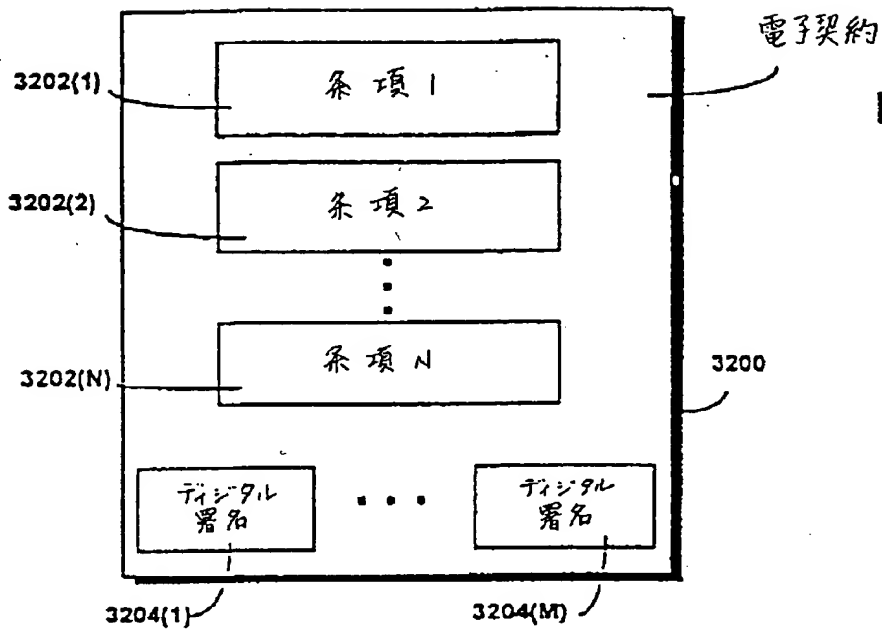 電子契約
3202(1)
条項1
3202(2)
条項2
3202(N)
条項N
3200
ディジタル
署名
ディジタル
署名
3204(1)
3204(M)